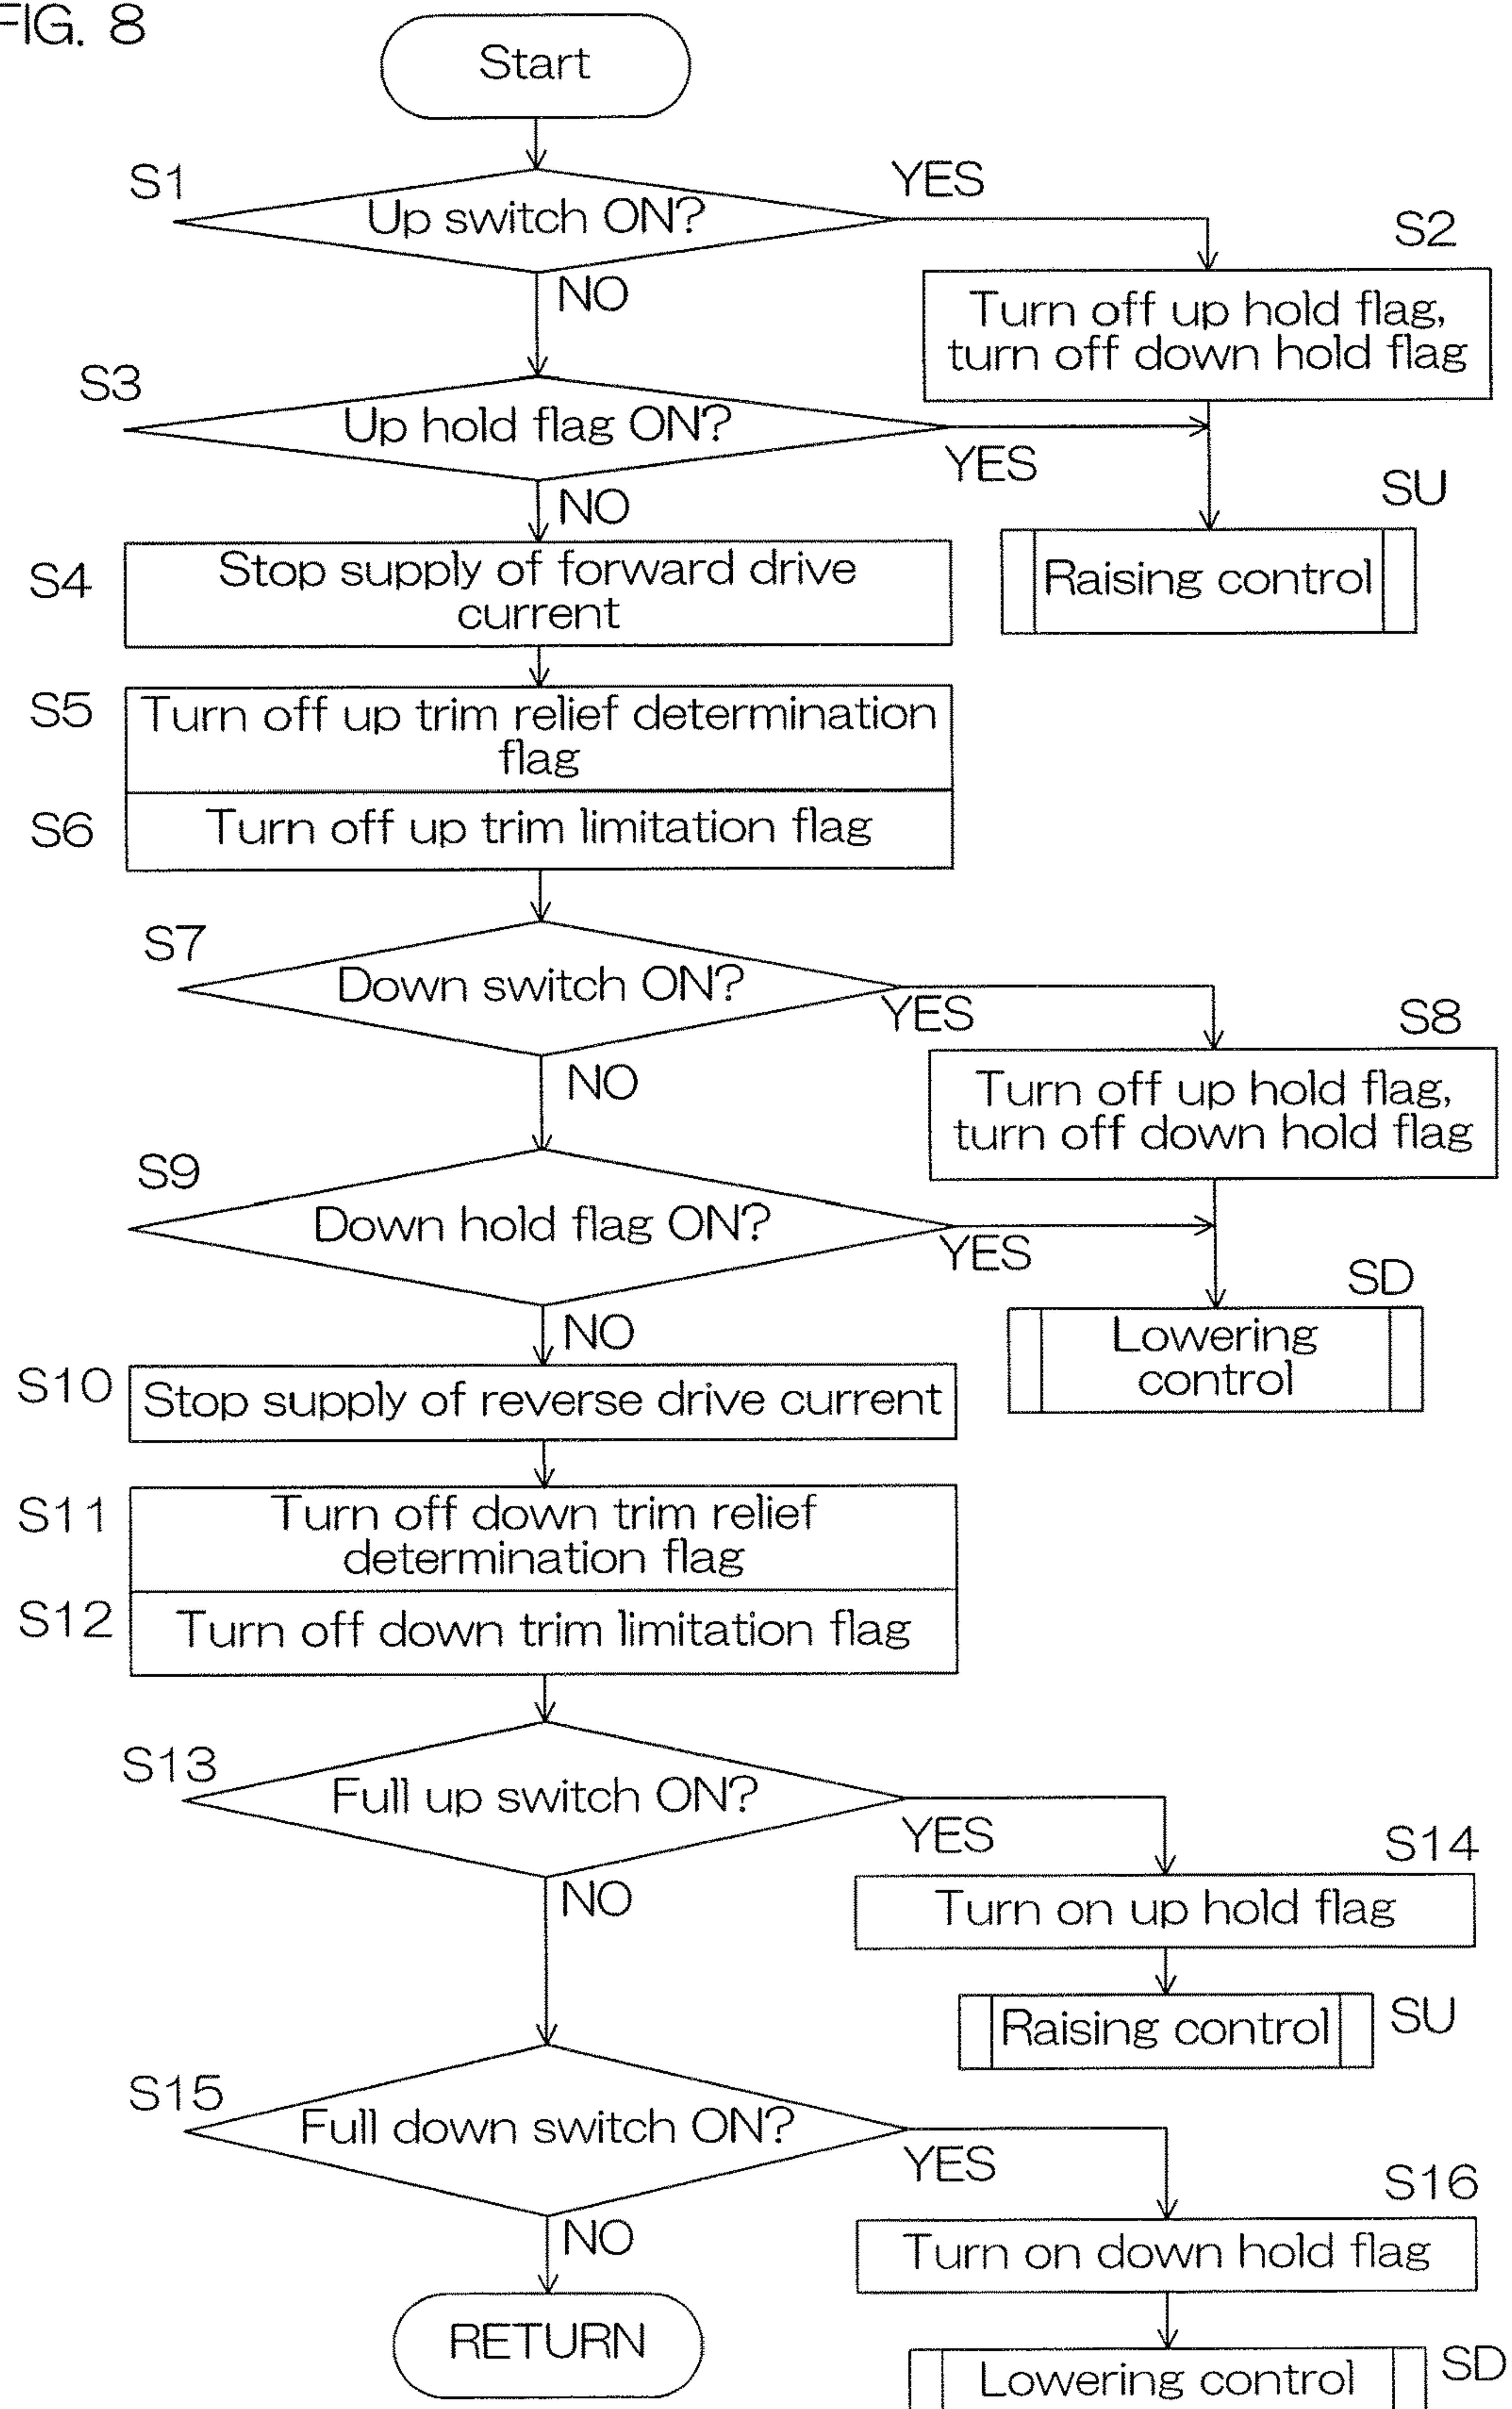 FIG. 8
Start
S1
Up switch ON?
YES
NO
S2
Turn off up hold flag,
turn off down hold flag
S3
Up hold flag ON?
YES
NO
SU
Raising control
S4
Stop supply of forward drive
current
S5
Turn off up trim relief determination
flag
S6
Turn off up trim limitation flag
S7
Down switch ON?
YES
NO
S8
Turn off up hold flag,
turn off down hold flag
S9
Down hold flag ON?
YES
NO
SD
Lowering
control
S10
Stop supply of reverse drive current
S11
Turn off down trim relief
determination flag
S12
Turn off down trim limitation flag
S13
Full up switch ON?
YES
NO
S14
Turn on up hold flag
Raising control
SU
S15
Full down switch ON?
YES
NO
S16
Turn on down hold flag
RETURN
Lowering control
SD